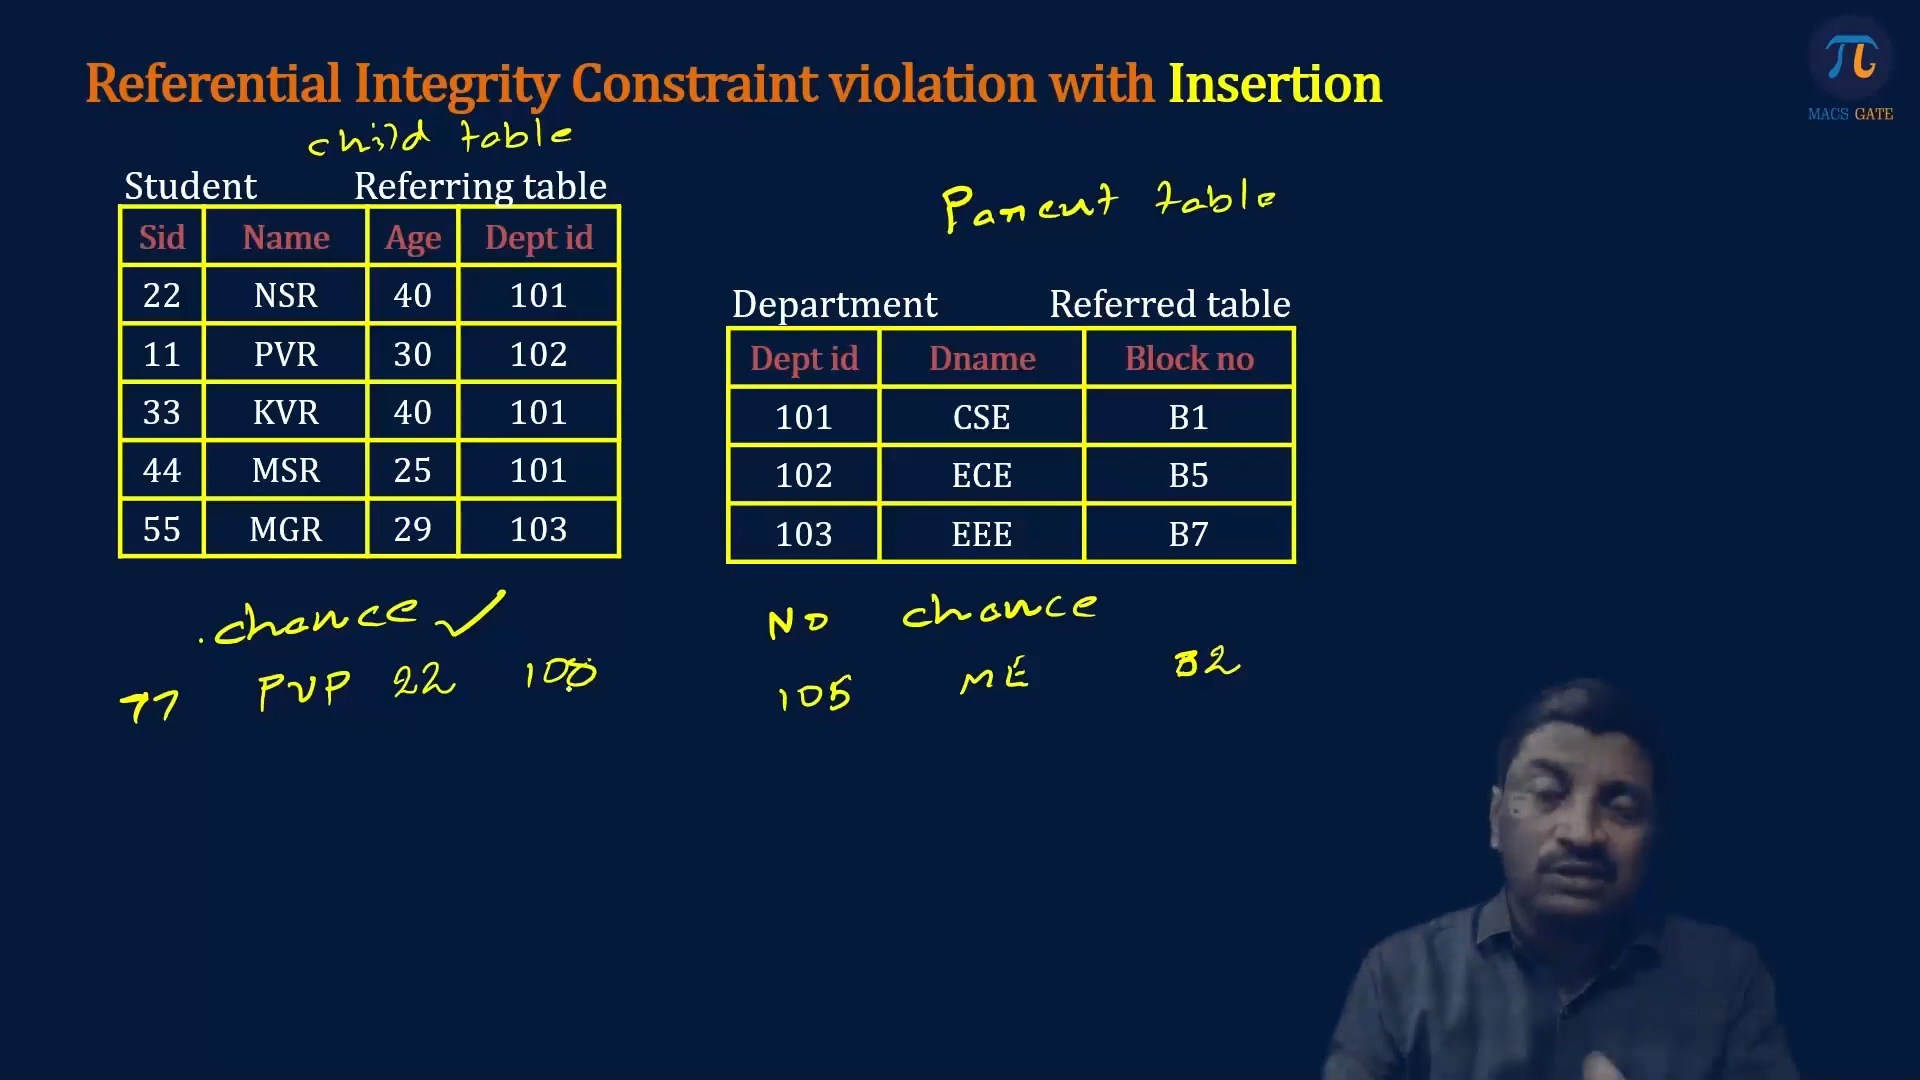 Referential Integrity Constraint violation with Insertion
MACS GATE
child table
Student Referring table
Sid Name Age Dept id
22 NSR 40 101
11 PVR 30 102
33 KVR 40 101
44 MSR 25 101
55 MGR 29 103
chance ✓
77 PVP 22 108
Parent table
Department Referred table
Dept id Dname Block no
101 CSE B1
102 ECE B5
103 EEE B7
No chance
105 ME B2